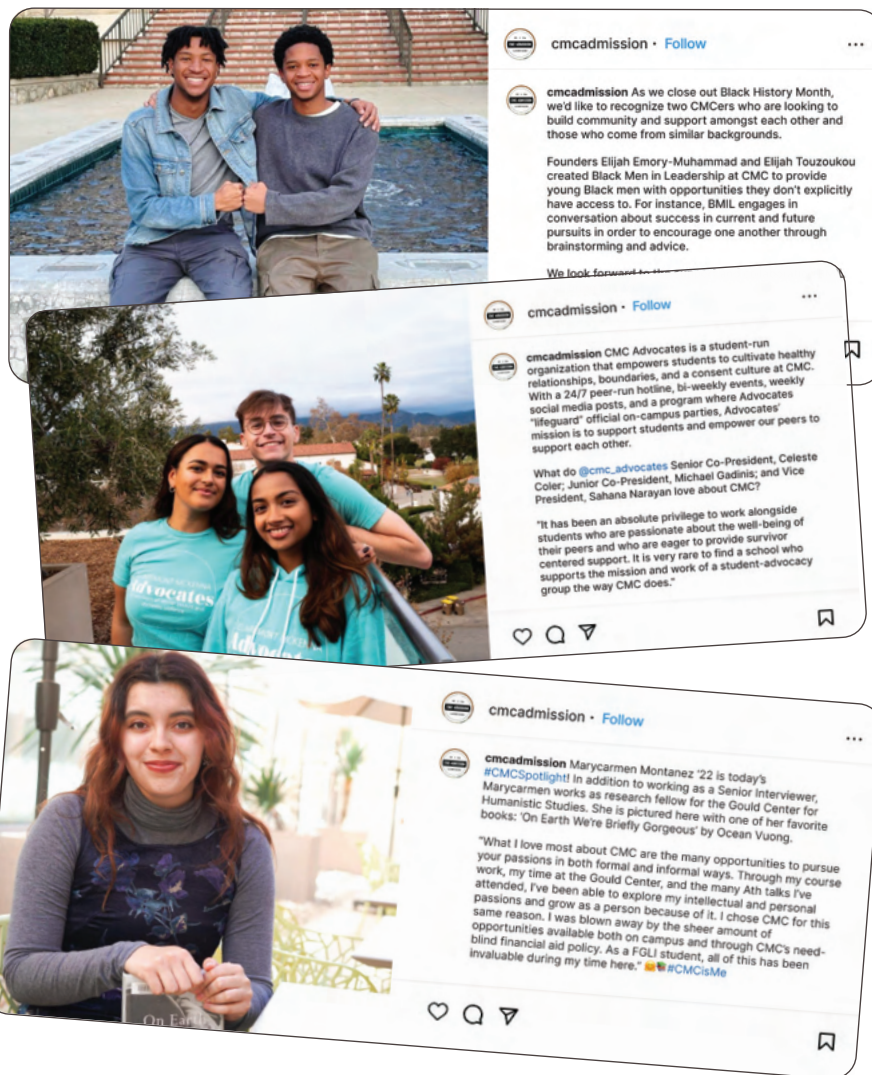 cmcadmission • Follow
cmcadmission As we close out Black History Month,
we'd like to recognize two CMCers who are looking to
build community and support amongst each other and
those who come from similar backgrounds.
Founders Elijah Emory-Muhammad and Elijah Touzoukou
created Black Men in Leadership at CMC to provide
young Black men with opportunities they don't explicitly
have access to. For instance, BMIL engages in
conversation about success in current and future
pursuits in order to encourage one another through
brainstorming and advice.
We look forward to the
cmcadmission • Follow
cmcadmission CMC Advocates is a student-run
organization that empowers students to cultivate healthy
relationships, boundaries, and a consent culture at CMC.
With a 24/7 peer-run hotline, bi-weekly events, weekly
social media posts, and a program where Advocates
"lifeguard" official on-campus parties, Advocates'
mission is to support students and empower our peers to
support each other.
What do @cmc_advocates Senior Co-President, Celeste
Coler; Junior Co-President, Michael Gadinis; and Vice
President, Sahana Narayan love about CMC?
"It has been an absolute privilege to work alongside
students who are passionate about the well-being of
their peers and who are eager to provide survivor
centered support. It is very rare to find a school who
supports the mission and work of a student-advocacy
group the way CMC does."
Advocates
cmcadmission • Follow
cmcadmission Marycarmen Montanez '22 is today's
#CMCSpotlight! In addition to working as a Senior Interviewer,
Marycarmen works as research fellow for the Gould Center for
Humanistic Studies. She is pictured here with one of her favorite
books: 'On Earth We're Briefly Gorgeous' by Ocean Vuong.
"What I love most about CMC are the many opportunities to pursue
your passions in both formal and informal ways. Through my course
work, my time at the Gould Center, and the many Ath talks I've
attended, I've been able to explore my intellectual and personal
passions and grow as a person because of it. I chose CMC for this
same reason. I was blown away by the sheer amount of
opportunities available both on campus and through CMC's need-
blind financial aid policy. As a FGLI student, all of this has been
invaluable during my time here." #CMCisMe
On Earth